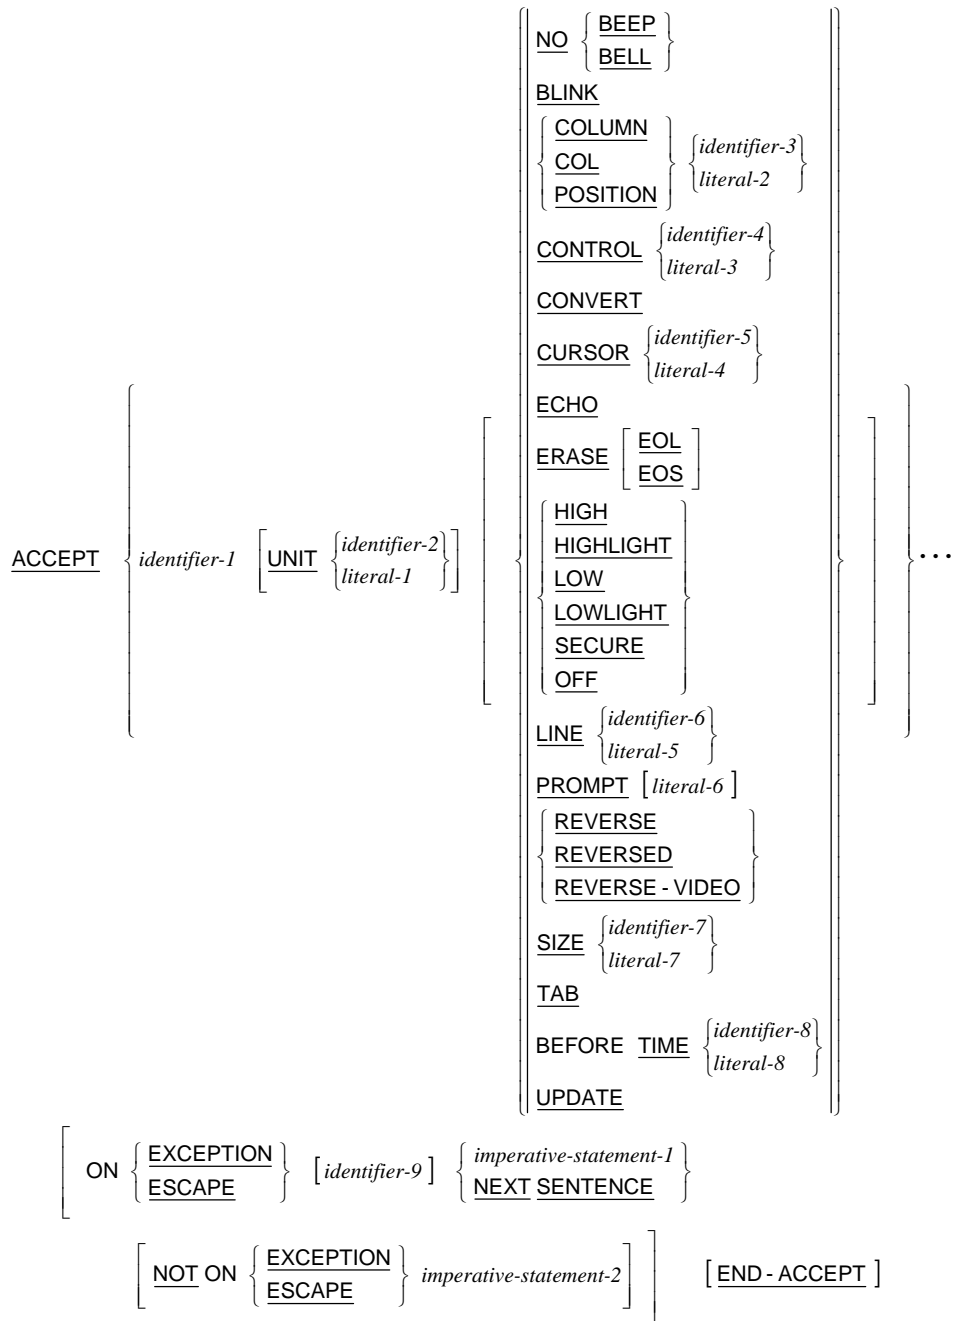 NO BEEP
BELL
BLINK
COLUMN
COL
POSITION
identifier-3
literal-2
CONTROL identifier-4
literal-3
CONVERT
CURSOR identifier-5
literal-4
ECHO
ERASE [ EOL
EOS ]
HIGH
HIGHLIGHT
LOW
LOWLIGHT
SECURE
OFF
ACCEPT identifier-1 [ UNIT identifier-2
literal-1 ] ...
LINE identifier-6
literal-5
PROMPT [ literal-6 ]
REVERSE
REVERSED
REVERSE - VIDEO
SIZE identifier-7
literal-7
TAB
BEFORE TIME identifier-8
literal-8
UPDATE
ON EXCEPTION
ESCAPE
[ identifier-9 ] imperative-statement-1
NEXT SENTENCE
NOT ON EXCEPTION
ESCAPE
imperative-statement-2 [ END - ACCEPT ]